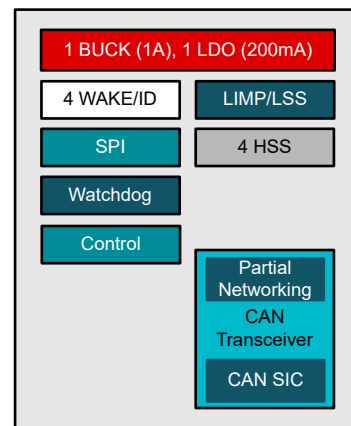 1 BUCK (1A), 1 LDO (200mA)
4 WAKE/ID
LIMP/LSS
SPI
4 HSS
Watchdog
Control
Partial
Networking
CAN
Transceiver
CAN SIC